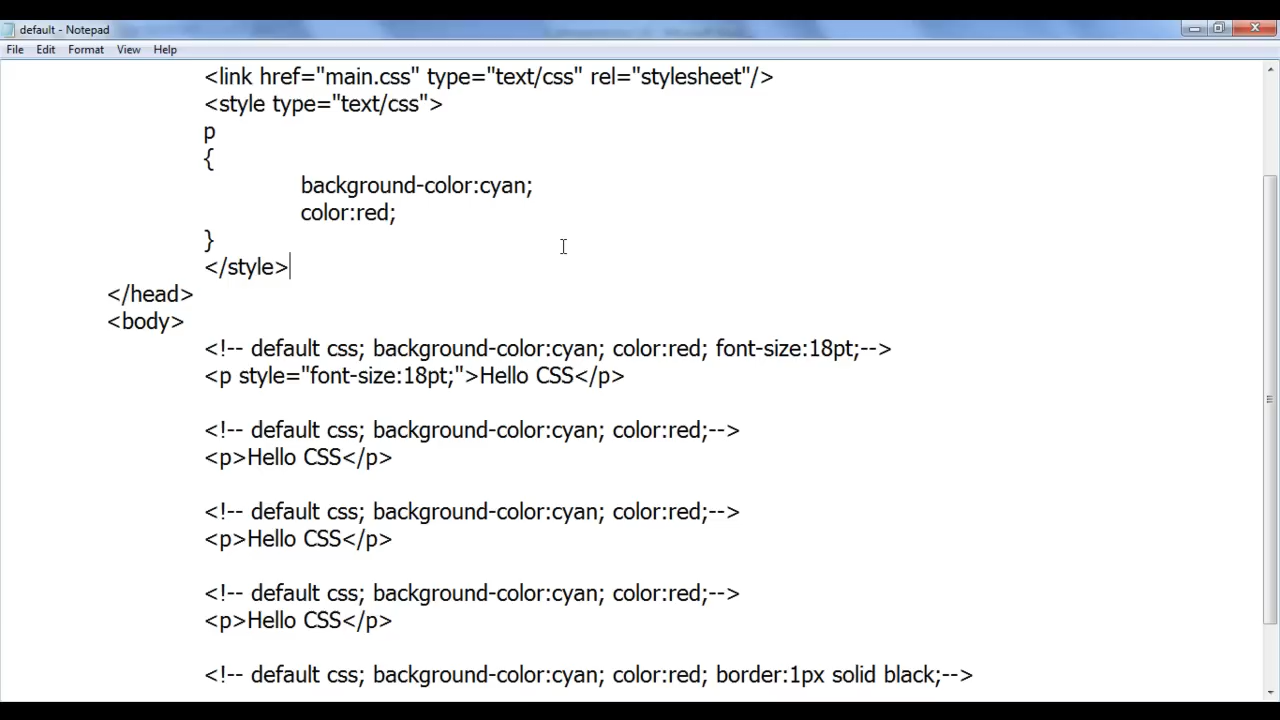 default - Notepad
File Edit Format View Help
<link href="main.css" type="text/css" rel="stylesheet"/>
<style type="text/css">
p
{
background-color:cyan;
color:red;
}
</style>
</head>
<body>
<!-- default css; background-color:cyan; color:red; font-size:18pt;-->
<p style="font-size:18pt;">Hello CSS</p>
<!-- default css; background-color:cyan; color:red;-->
<p>Hello CSS</p>
<!-- default css; background-color:cyan; color:red;-->
<p>Hello CSS</p>
<!-- default css; background-color:cyan; color:red;-->
<p>Hello CSS</p>
<!-- default css; background-color:cyan; color:red; border:1px solid black;-->